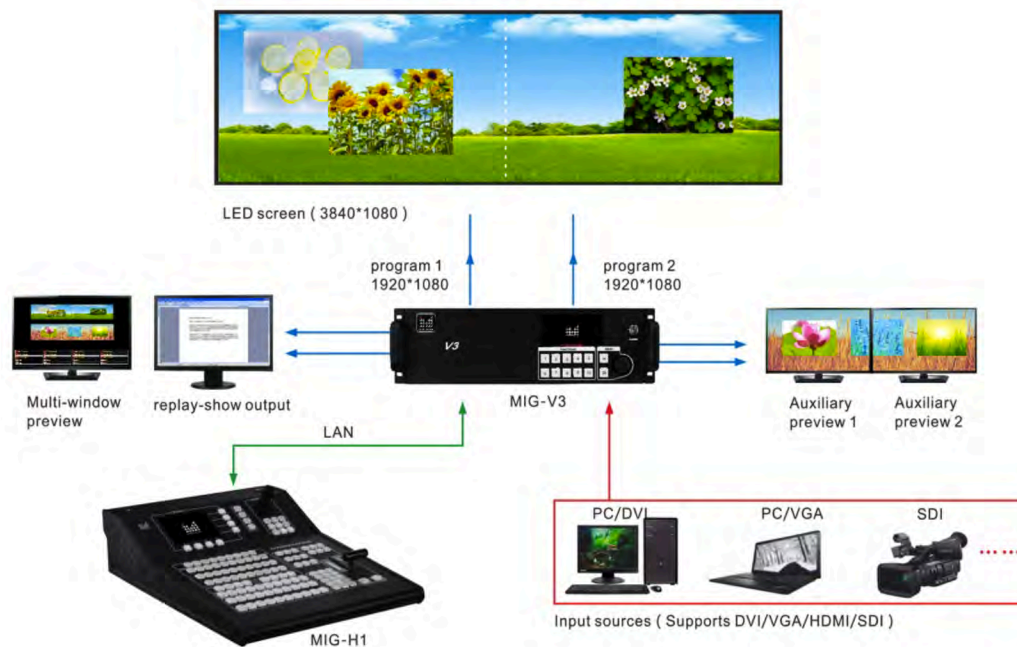 LED screen ( 3840*1080 )
program 1
1920*1080
program 2
1920*1080
V3
MIG-V3
Multi-window
preview
replay-show output
Auxiliary
preview 1
Auxiliary
preview 2
LAN
PC/DVI
PC/VGA
SDI
Input sources ( Supports DVI/VGA/HDMI/SDI )
MIG-H1